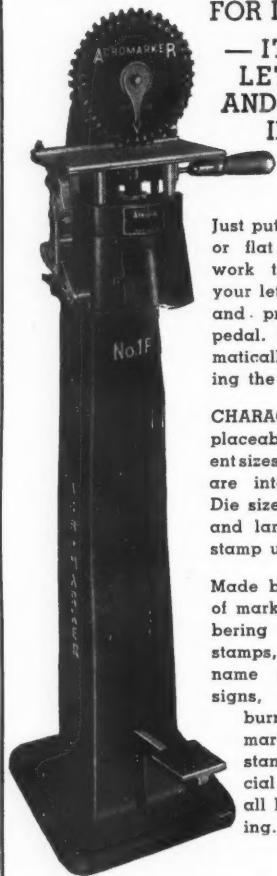 FOR I
— IT
LET
AND
I
ACROMARKER
No.1F
ACROMARKER
Just put
or flat
work t
your let
and pr
pedal.
matically
ing the
CHARAC
placeab
ent sizes
are int
Die size
and lar
stamp u
Made b
of mark
bering
stamps,
name
signs,
burn
mar
stan
cial
all l
ing.